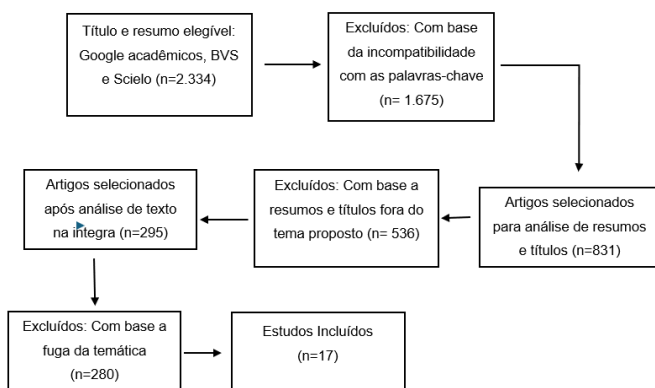 Título e resumo elegível:
Google acadêmicos, BVS
e Scielo (n=2.334)
Excluídos: Com base
da incompatibilidade
com as palavras-chave
(n= 1.675)
Artigos selecionados
para análise de resumos
e títulos (n=831)
Excluídos: Com base a
resumos e títulos fora do
tema proposto (n= 536)
Artigos selecionados
após análise de texto
na integra (n=295)
Excluídos: Com base a
fuga da temática
(n=280)
Estudos Incluídos
(n=17)